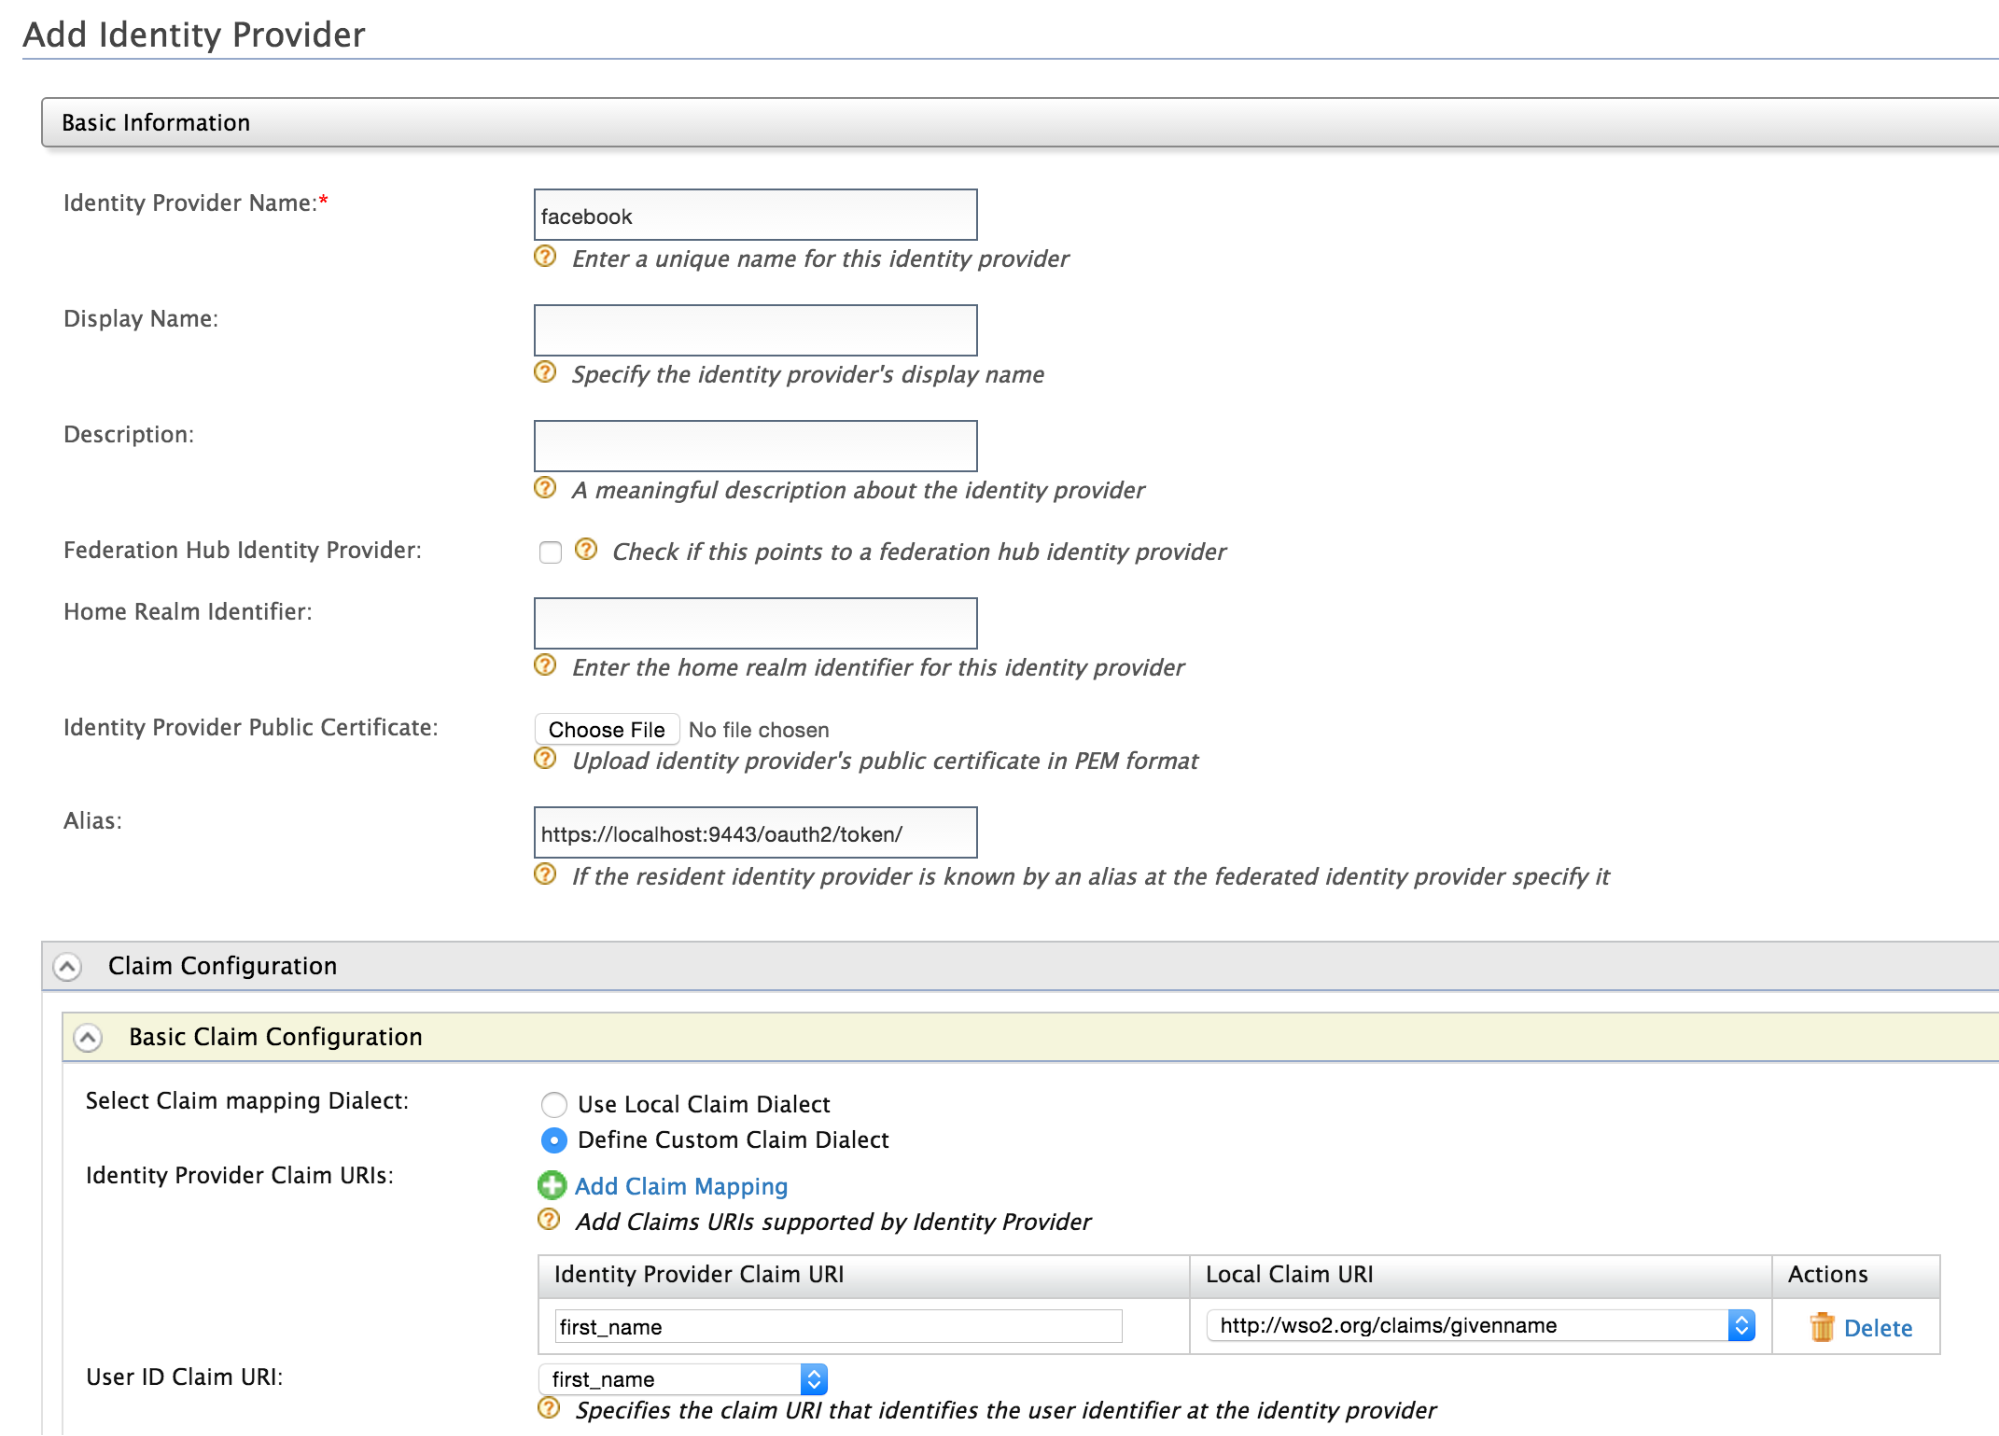 Add Identity Provider
Basic Information
Identity Provider Name:*
facebook
Enter a unique name for this identity provider
Display Name:
Specify the identity provider's display name
Description:
A meaningful description about the identity provider
Federation Hub Identity Provider:
Check if this points to a federation hub identity provider
Home Realm Identifier:
Enter the home realm identifier for this identity provider
Identity Provider Public Certificate:
Choose File No file chosen
Upload identity provider's public certificate in PEM format
Alias:
https://localhost:9443/oauth2/token/
If the resident identity provider is known by an alias at the federated identity provider specify it
Claim Configuration
Basic Claim Configuration
Select Claim mapping Dialect:
Use Local Claim Dialect
Define Custom Claim Dialect
Identity Provider Claim URIs:
Add Claim Mapping
Add Claims URIs supported by Identity Provider
Identity Provider Claim URI Local Claim URI Actions
first_name http://wso2.org/claims/givenname Delete
User ID Claim URI:
first_name
Specifies the claim URI that identifies the user identifier at the identity provider